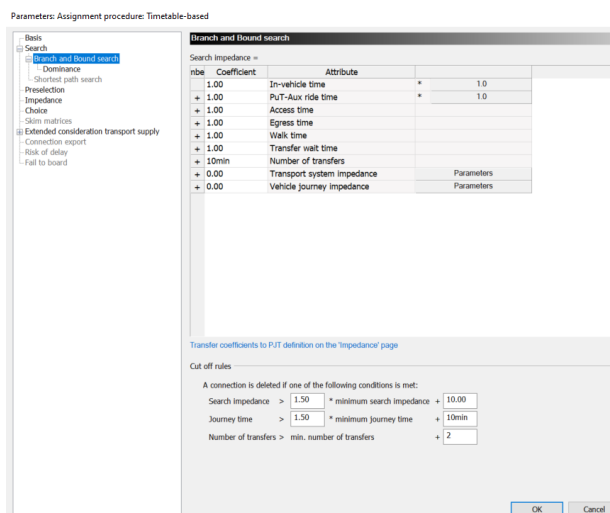 Parameters: Assignment procedure: Timetable-based
Basis
Search
Branch and Bound search
Dominance
Shortest path search
Preselection
Impedance
Choice
Skim matrices
Extended consideration transport supply
Connection export
Risk of delay
Fail to board
Branch and Bound search
Search impedance =
nbe Coefficient Attribute
1.00 In-vehicle time * 1.0
+ 1.00 PuT-Aux ride time * 1.0
+ 1.00 Access time
+ 1.00 Egress time
+ 1.00 Walk time
+ 1.00 Transfer wait time
+ 10min Number of transfers
+ 0.00 Transport system impedance Parameters
+ 0.00 Vehicle journey impedance Parameters
Transfer coefficients to PJT definition on the 'Impedance' page
Cut off rules
A connection is deleted if one of the following conditions is met:
Search impedance > 1.50 * minimum search impedance + 10.00
Journey time > 1.50 * minimum journey time + 10min
Number of transfers > min. number of transfers + 2
OK Cancel